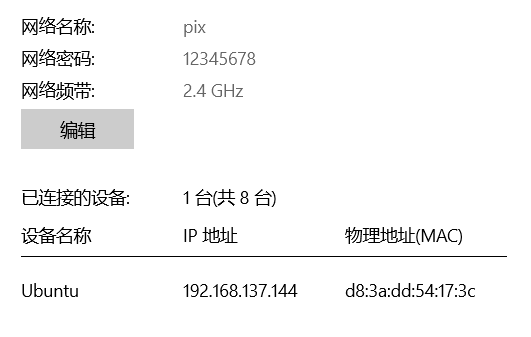 网络名称: pix
网络密码: 12345678
网络频带: 2.4 GHz
编辑
已连接的设备: 1 台(共 8 台)
设备名称 IP 地址 物理地址(MAC)
Ubuntu 192.168.137.144 d8:3a:dd:54:17:3c